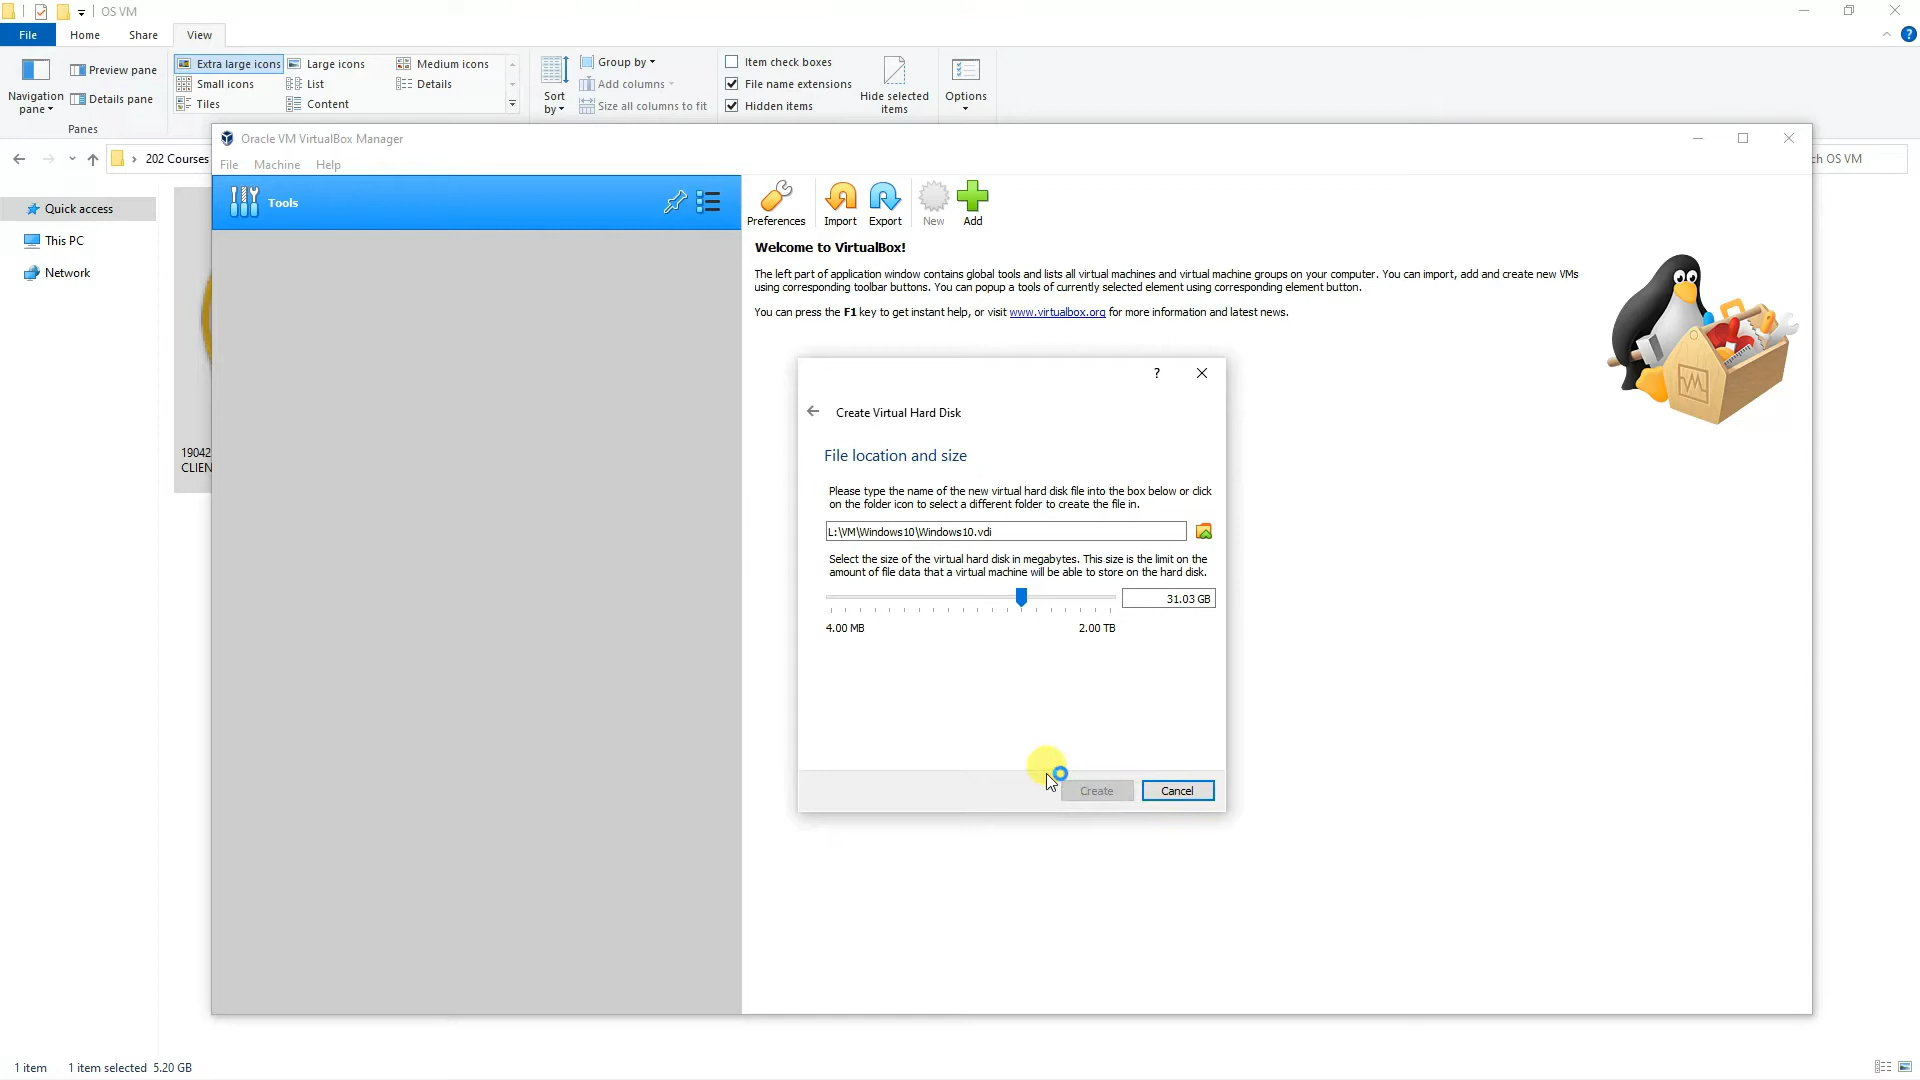 OS VM
File
Home
Share
View
Navigation
pane
Preview pane
Details pane
Panes
Extra large icons
Large icons
Medium icons
Small icons
List
Details
Tiles
Content
Sort
by
Group by
Add columns
Size all columns to fit
Item check boxes
File name extensions
Hidden items
Hide selected
items
Options
202 Courses
ch OS VM
Quick access
This PC
Network
19042
CLIEN
Oracle VM VirtualBox Manager
File
Machine
Help
Tools
Preferences
Import
Export
New
Add
Welcome to VirtualBox!
The left part of application window contains global tools and lists all virtual machines and virtual machine groups on your computer. You can import, add and create new VMs
using corresponding toolbar buttons. You can popup a tools of currently selected element using corresponding element button.
You can press the F1 key to get instant help, or visit www.virtualbox.org for more information and latest news.
?
Create Virtual Hard Disk
File location and size
Please type the name of the new virtual hard disk file into the box below or click
on the folder icon to select a different folder to create the file in.
L:\VM\Windows10\Windows10.vdi
Select the size of the virtual hard disk in megabytes. This size is the limit on the
amount of file data that a virtual machine will be able to store on the hard disk.
31.03 GB
4.00 MB
2.00 TB
Create
Cancel
1 item
1 item selected 5.20 GB